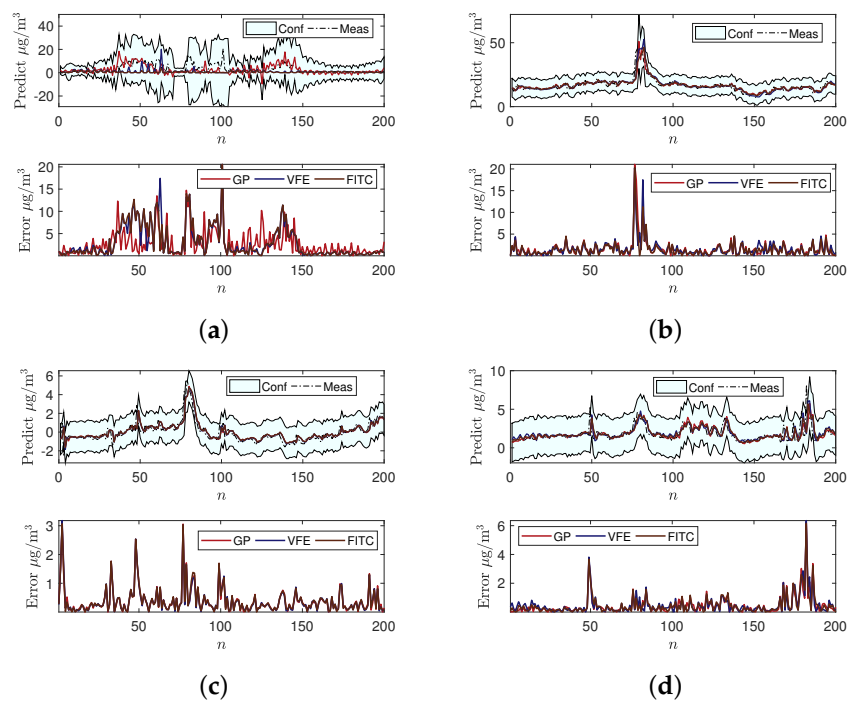 Predict μg/m³
40
20
0
-20
Conf Meas
0 50 100 150 200
n
Error μg/m³
20
15
10
5
GP VFE FITC
50 100 150 200
n
(a)
Predict μg/m³
50
0
Conf Meas
0 50 100 150 200
n
Error μg/m³
20
15
10
5
GP VFE FITC
50 100 150 200
n
(b)
Predict μg/m³
6
4
2
0
-2
Conf Meas
0 50 100 150 200
n
Error μg/m³
3
2
1
GP VFE FITC
50 100 150 200
n
(c)
Predict μg/m³
10
5
0
Conf Meas
0 50 100 150 200
n
Error μg/m³
6
4
2
GP VFE FITC
50 100 150 200
n
(d)